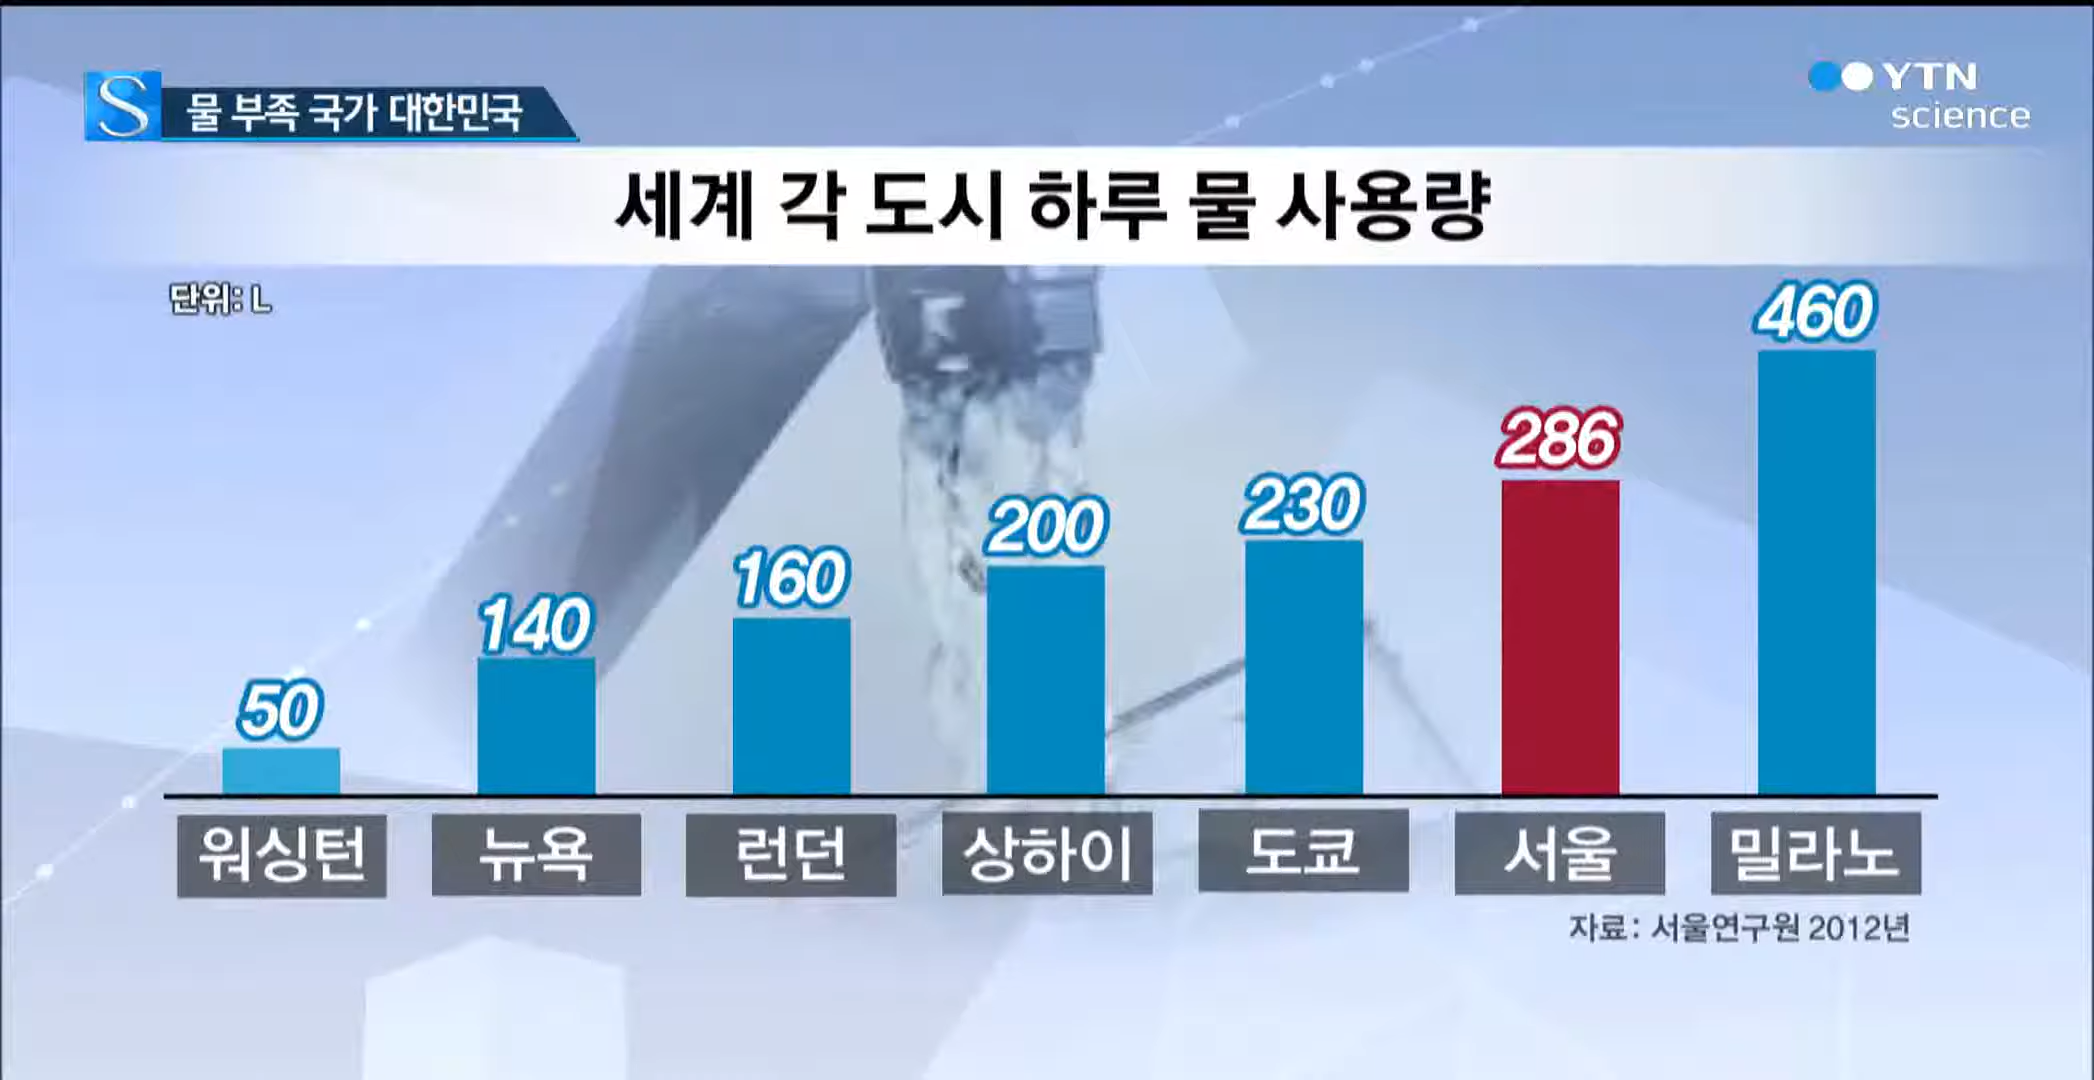 S 물 부족 국가 대한민국
YTN
science
세계 각 도시 하루 물 사용량
단위: L
50
140
160
200
230
286
460
워싱턴
뉴욕
런던
상하이
도쿄
서울
밀라노
자료: 서울연구원 2012년